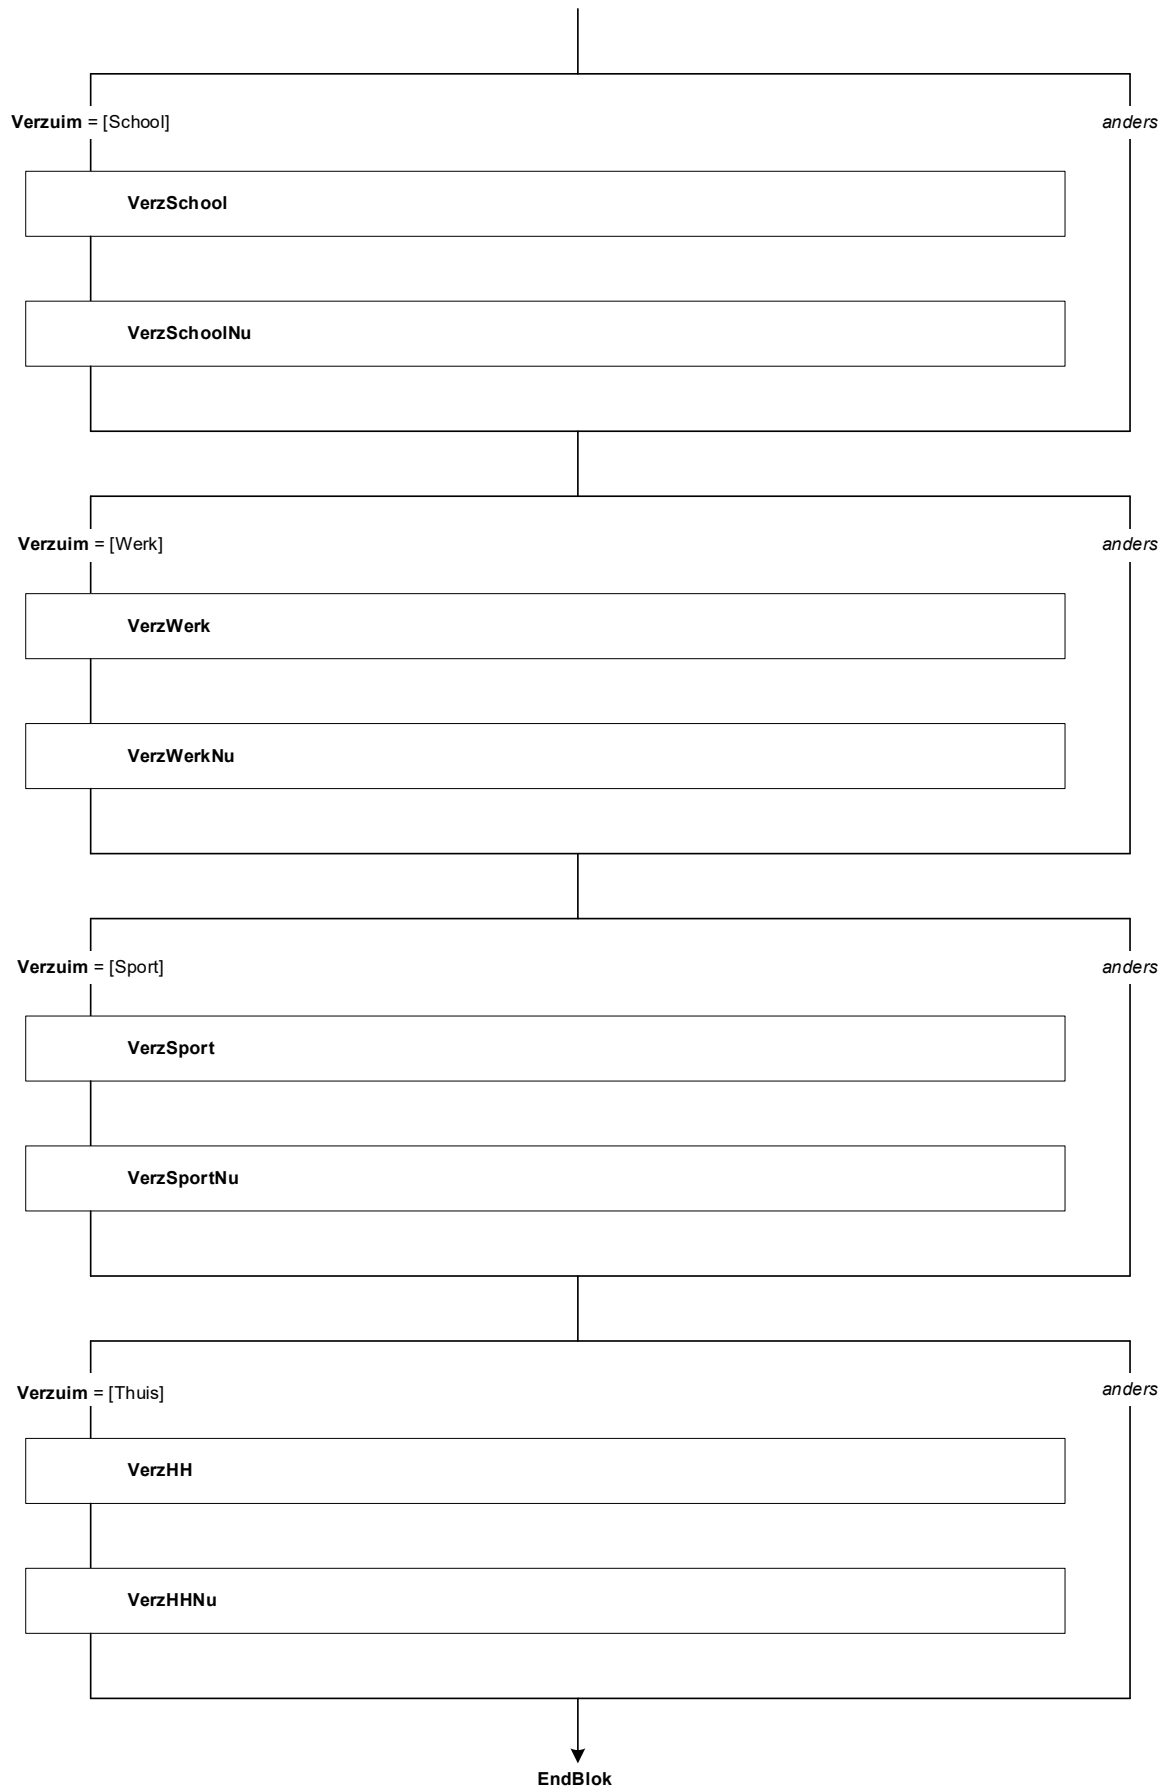 Verzuim = [School]
anders
VerzSchool
VerzSchoolNu
Verzuim = [Werk]
anders
VerzWerk
VerzWerkNu
Verzuim = [Sport]
anders
VerzSport
VerzSportNu
Verzuim = [Thuis]
anders
VerzHH
VerzHHNu
EndBlok